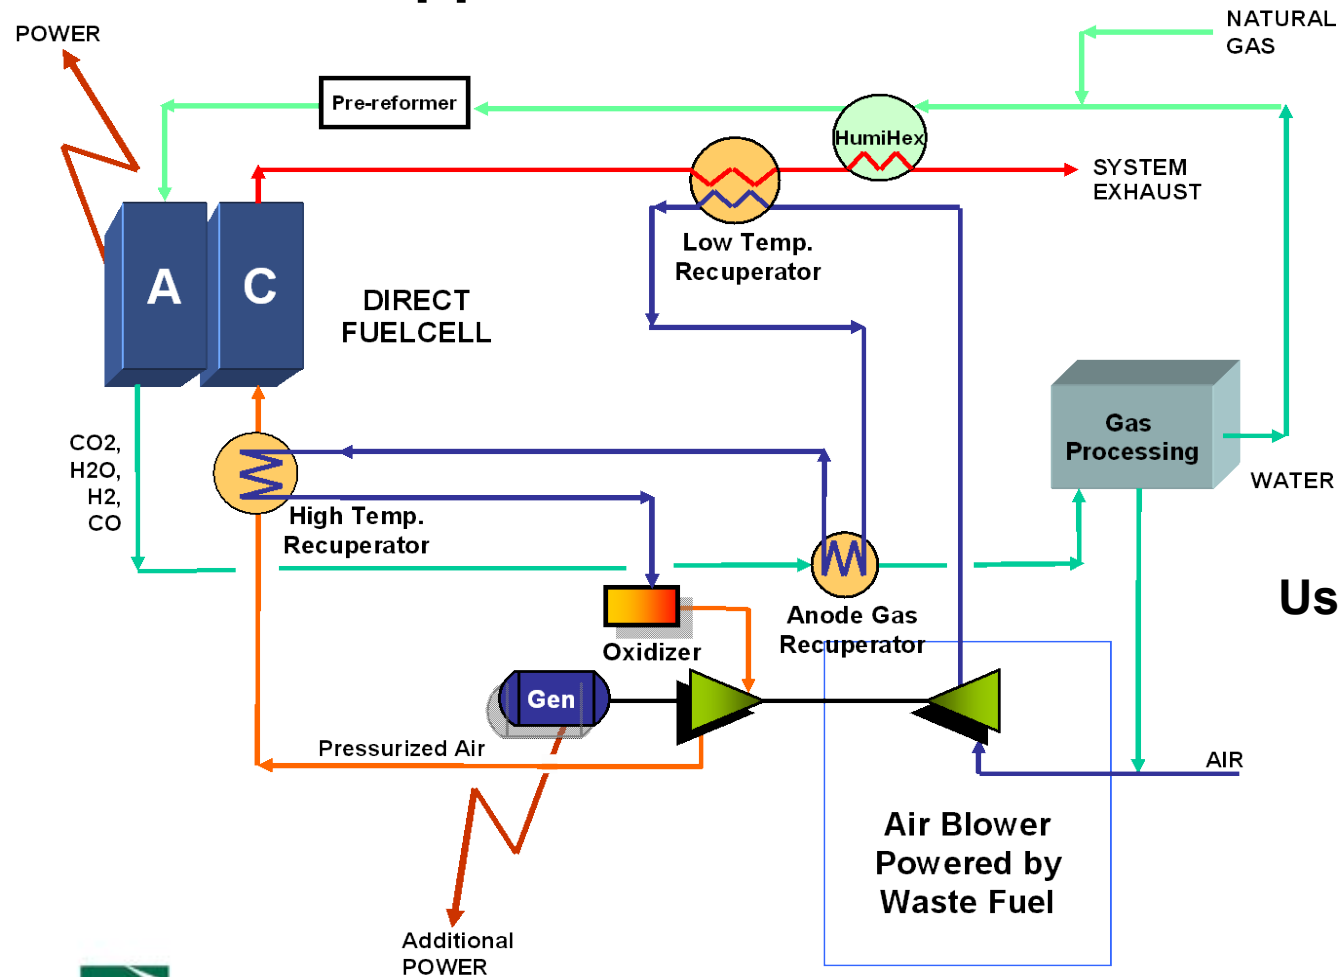 POWER
NATURAL
GAS
Pre-reformer
HumiHex
SYSTEM
EXHAUST
Low Temp.
Recuperator
A
C
DIRECT
FUELCELL
Gas
Processing
WATER
CO2,
H2O,
H2,
CO
High Temp.
Recuperator
Anode Gas
Recuperator
Us
Oxidizer
Gen
Pressurized Air
AIR
Air Blower
Powered by
Waste Fuel
Additional
POWER